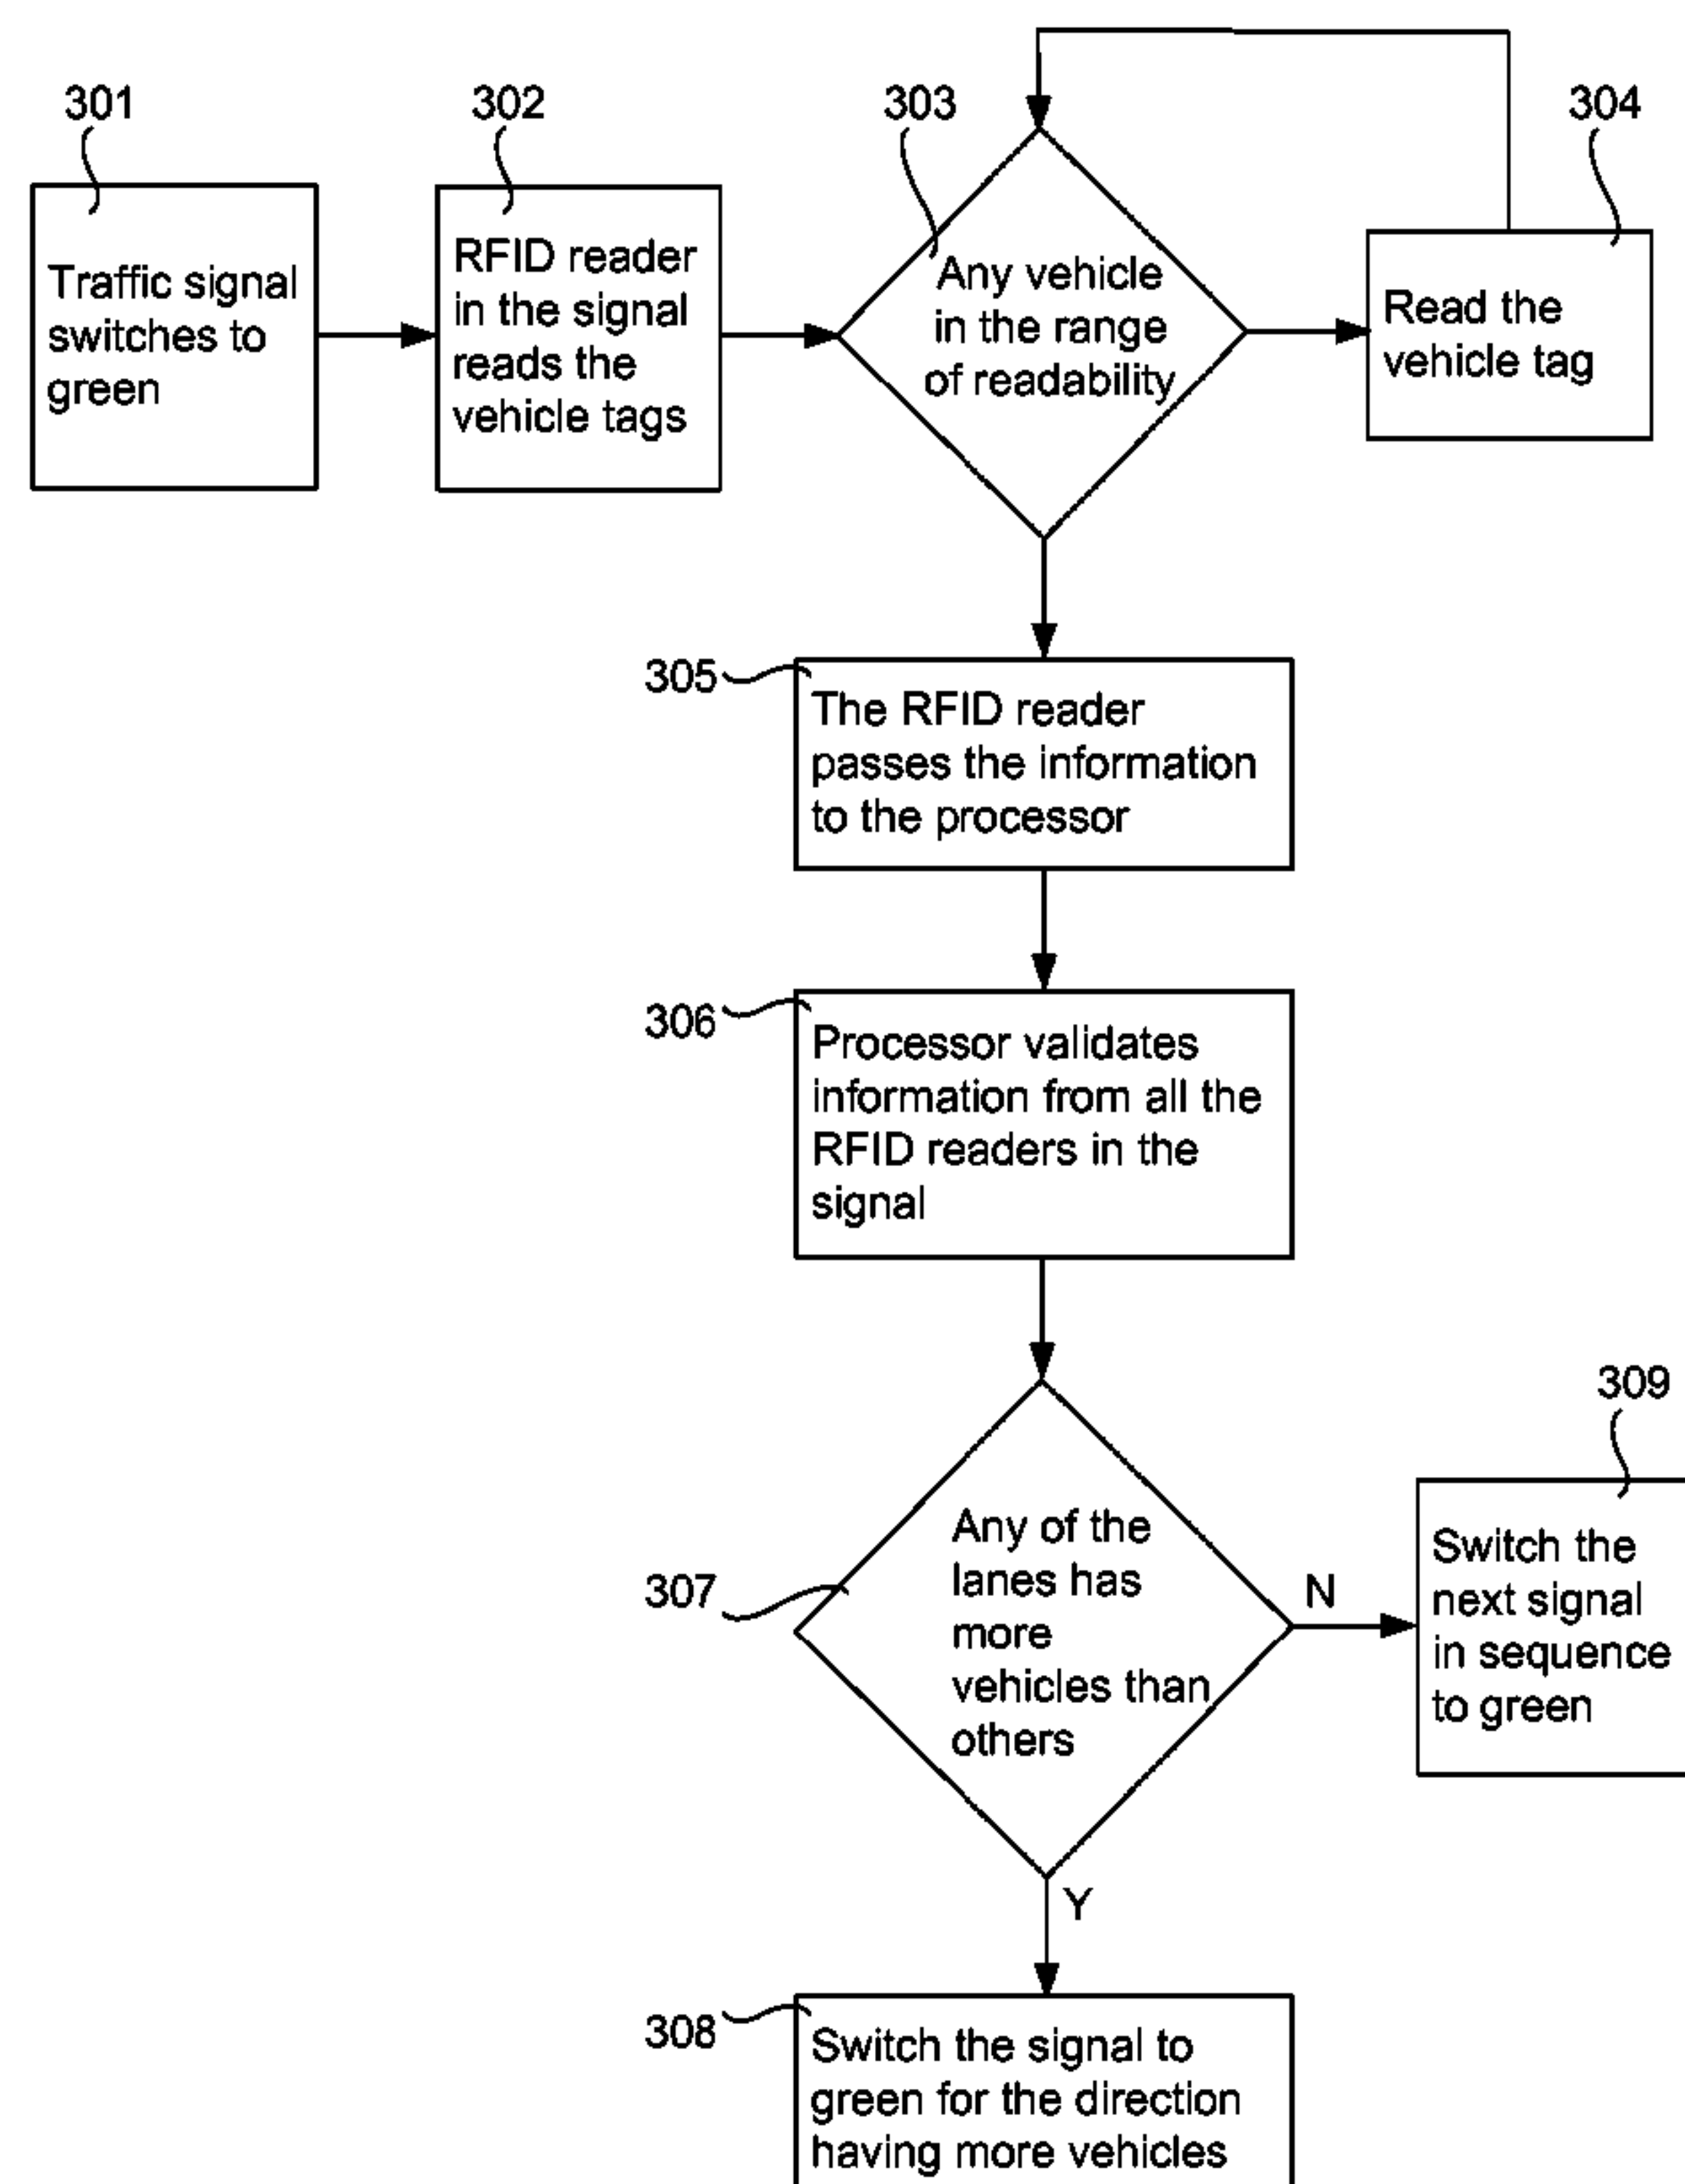 301
Traffic signal
switches to
green
302
RFID reader
in the signal
reads the
vehicle tags
303
Any vehicle
in the range
of readability
304
Read the
vehicle tag
305
The RFID reader
passes the information
to the processor
306
Processor validates
information from all the
RFID readers in the
signal
307
Any of the
lanes has
more
vehicles than
others
N
309
Switch the
next signal
in sequence
to green
Y
308
Switch the signal to
green for the direction
having more vehicles